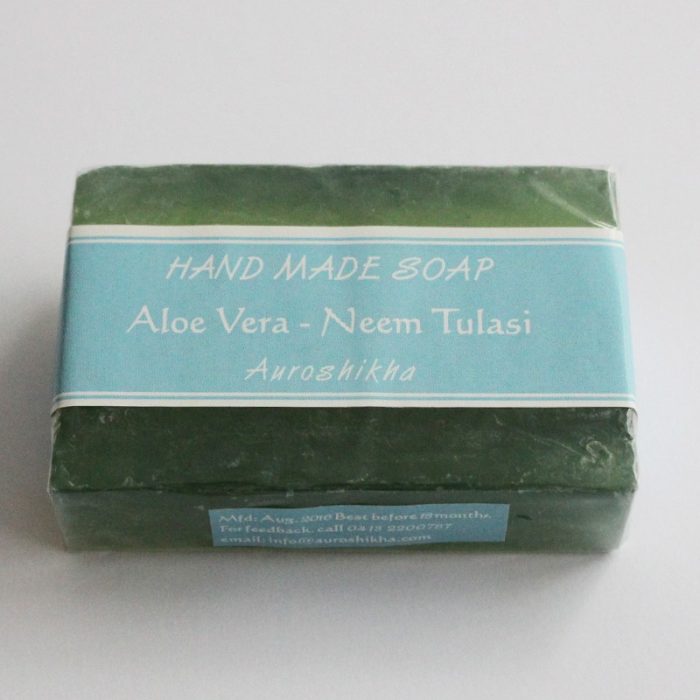 HAND MADE SOAP
Aloe Vera - Neem Tulasi
Auroshikha
Mfd: Aug. 2016 Best before 18 months.
For feedback, call 0413 2200787
email: info@auroshikha.com